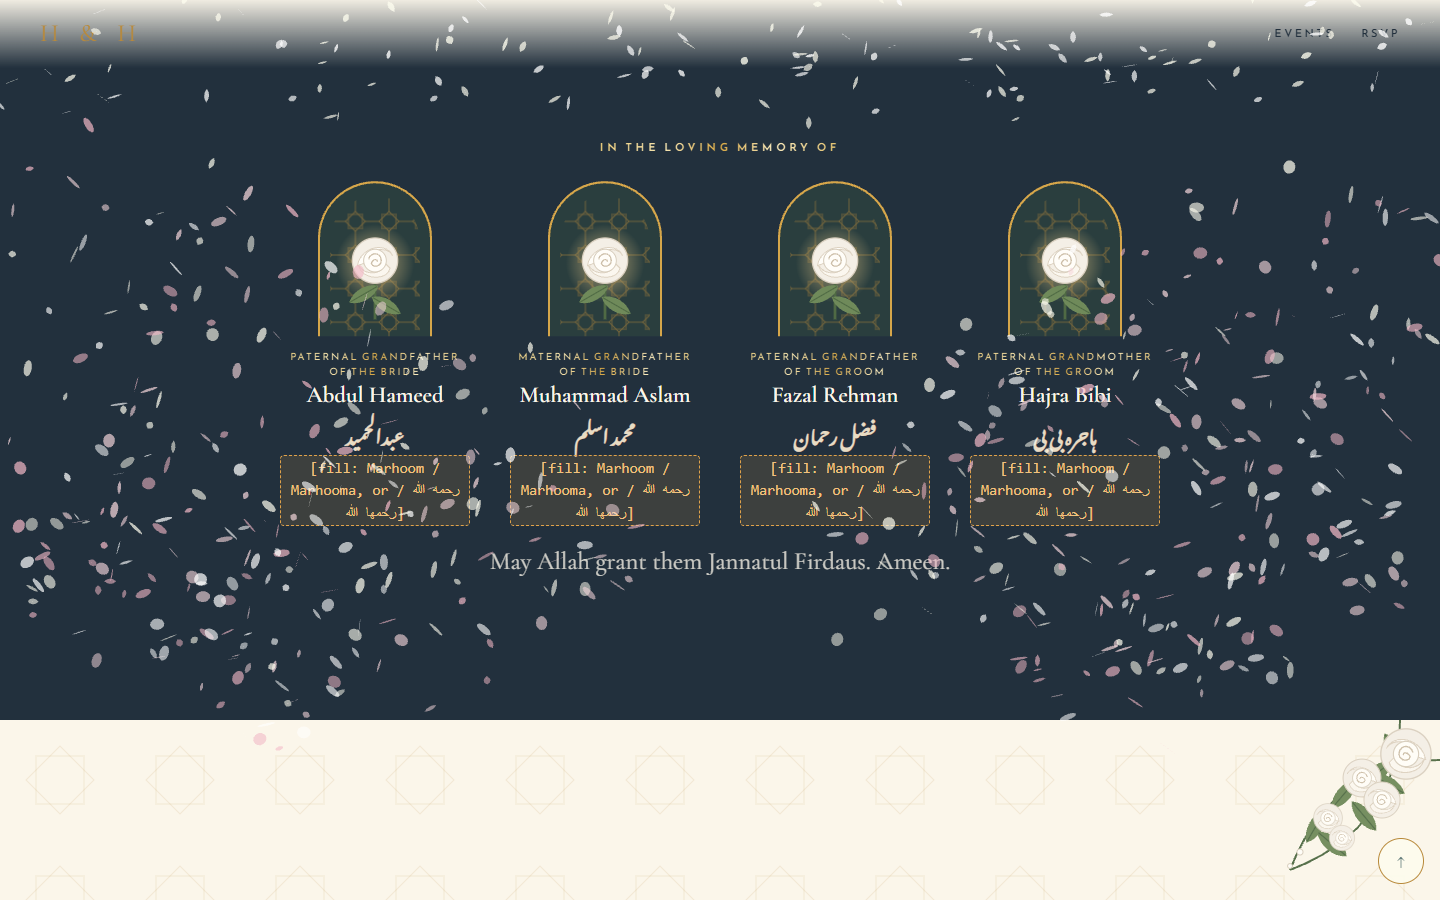 H & H
EVENTS RSVP
IN THE LOVING MEMORY OF
PATERNAL GRANDFATHER
OF THE BRIDE
Abdul Hameed
عبدالحمید
[fill: Marhoom /
Marhooma, or / رحمه الله
رحمها الله]
MATERNAL GRANDFATHER
OF THE BRIDE
Muhammad Aslam
محمد اسلم
[fill: Marhoom /
Marhooma, or / رحمه الله
رحمها الله]
PATERNAL GRANDFATHER
OF THE GROOM
Fazal Rehman
فضل رحمان
[fill: Marhoom /
Marhooma, or / رحمه الله
رحمها الله]
PATERNAL GRANDMOTHER
OF THE GROOM
Hajra Bibi
ہاجرہ بی بی
[fill: Marhoom /
Marhooma, or / رحمه الله
رحمها الله]
May Allah grant them Jannatul Firdaus. Ameen.
↑